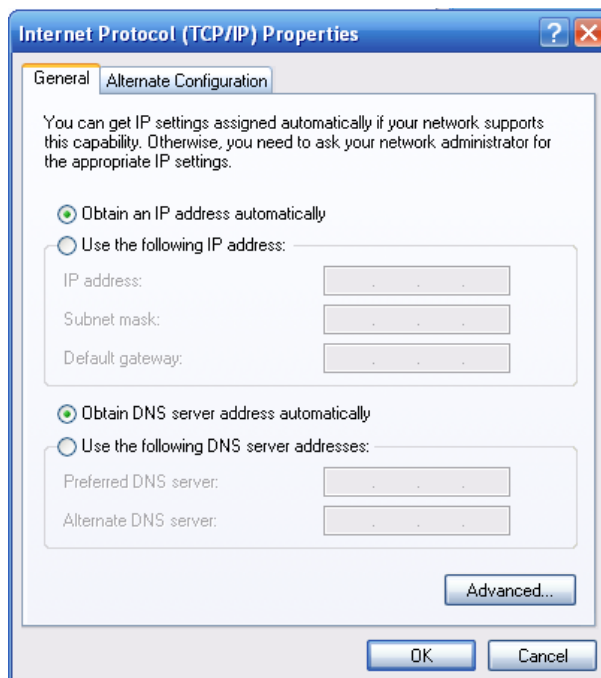 Internet Protocol (TCP/IP) Properties
General
Alternate Configuration
You can get IP settings assigned automatically if your network supports
this capability. Otherwise, you need to ask your network administrator for
the appropriate IP settings.
Obtain an IP address automatically
Use the following IP address:
IP address:
Subnet mask:
Default gateway:
Obtain DNS server address automatically
Use the following DNS server addresses:
Preferred DNS server:
Alternate DNS server:
Advanced...
OK
Cancel